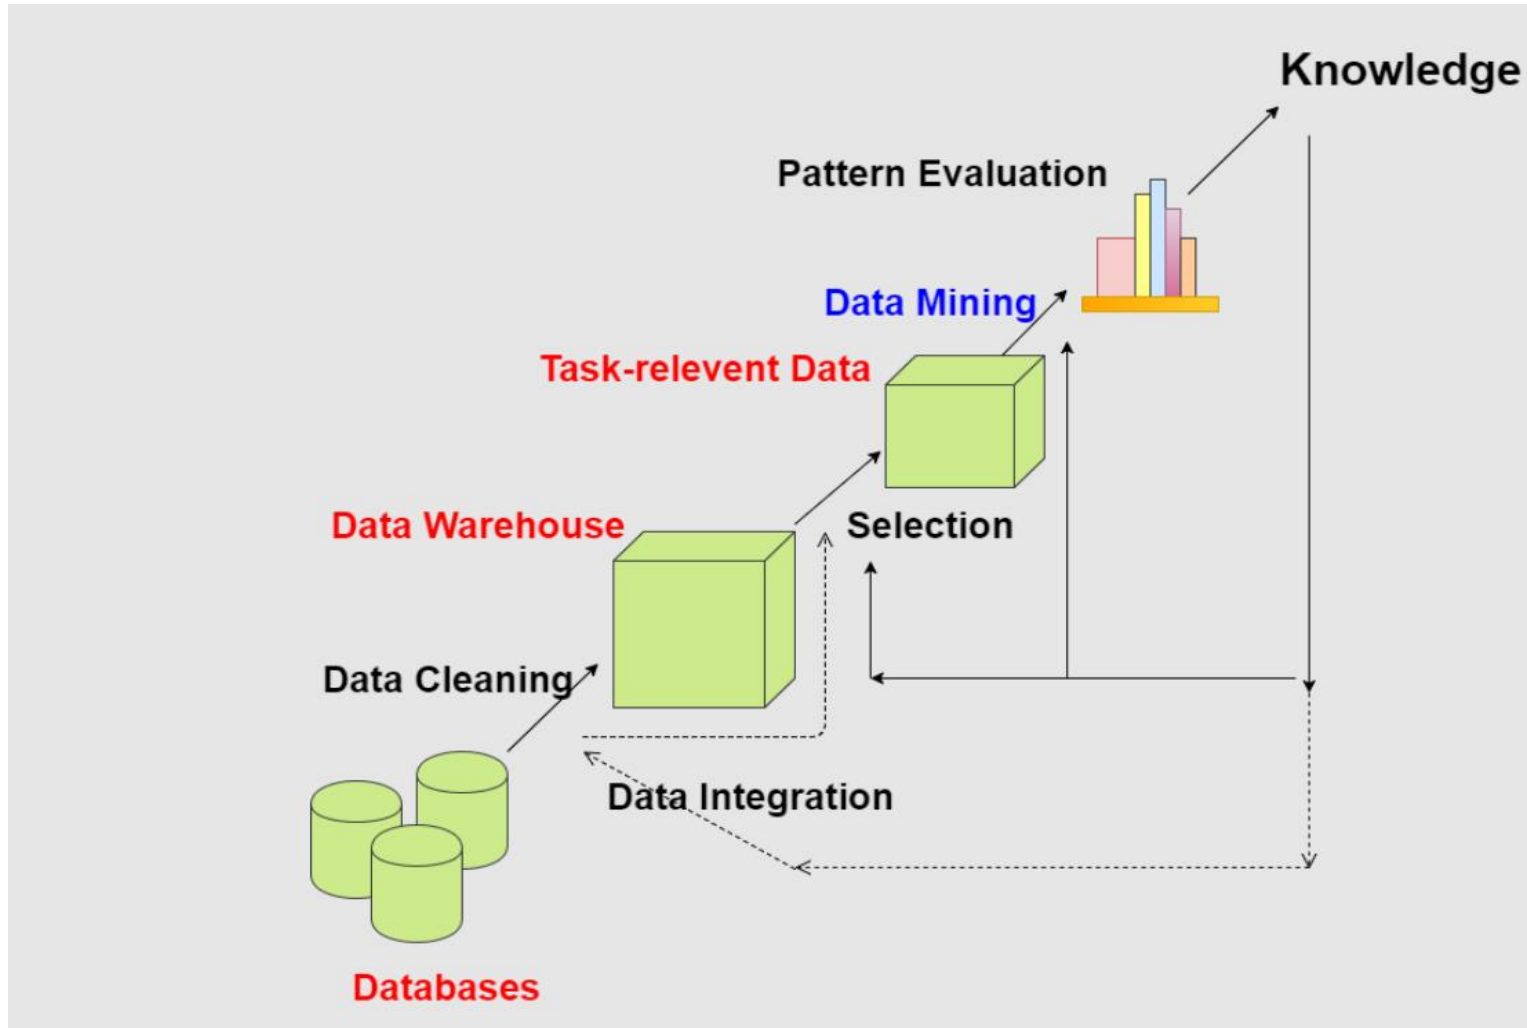 Knowledge
Pattern Evaluation
Data Mining
Task-relevent Data
Data Warehouse
Selection
Data Cleaning
Data Integration
Databases